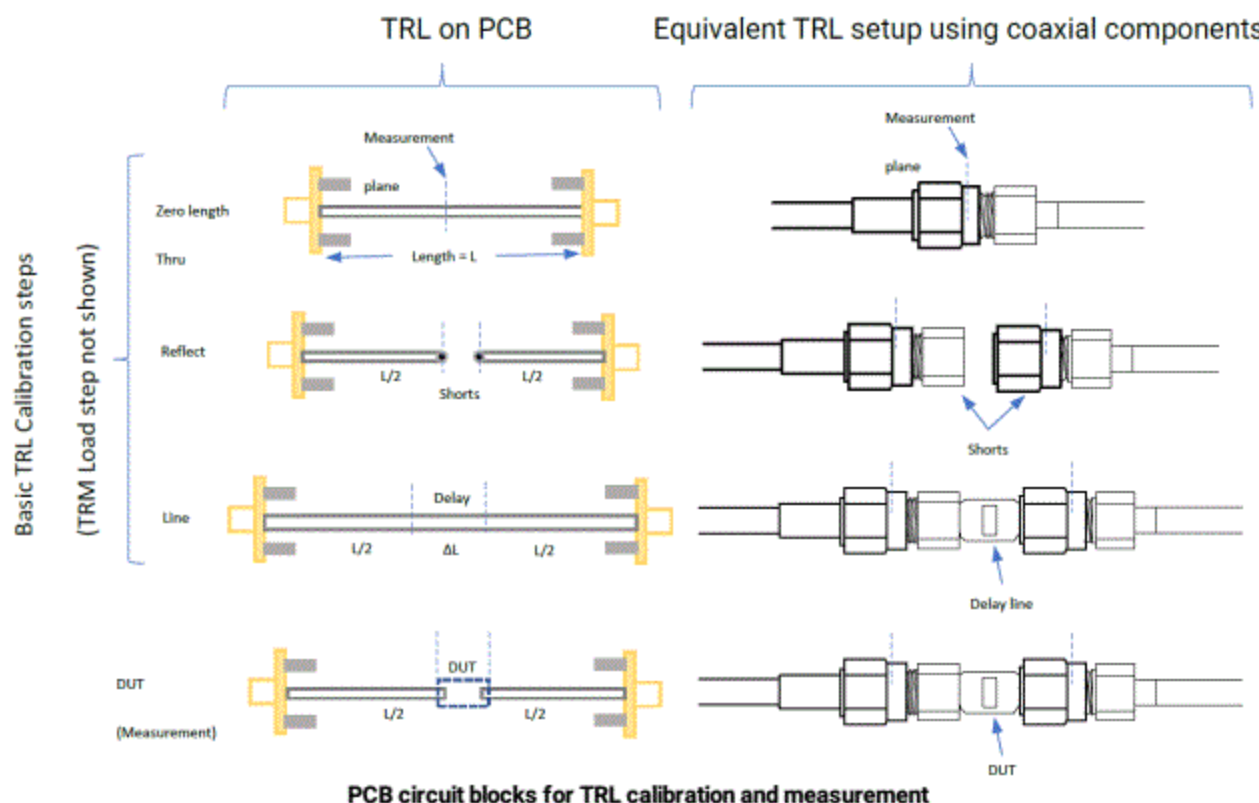 TRL on PCB
Equivalent TRL setup using coaxial components
Basic TRL Calibration steps
(TRM Load step not shown)
Measurement
plane
Zero length
Thru
Length = L
Measurement
plane
Reflect
L/2
L/2
Shorts
Shorts
Line
Delay
L/2
ΔL
L/2
Delay line
DUT
(Measurement)
DUT
L/2
L/2
DUT
PCB circuit blocks for TRL calibration and measurement